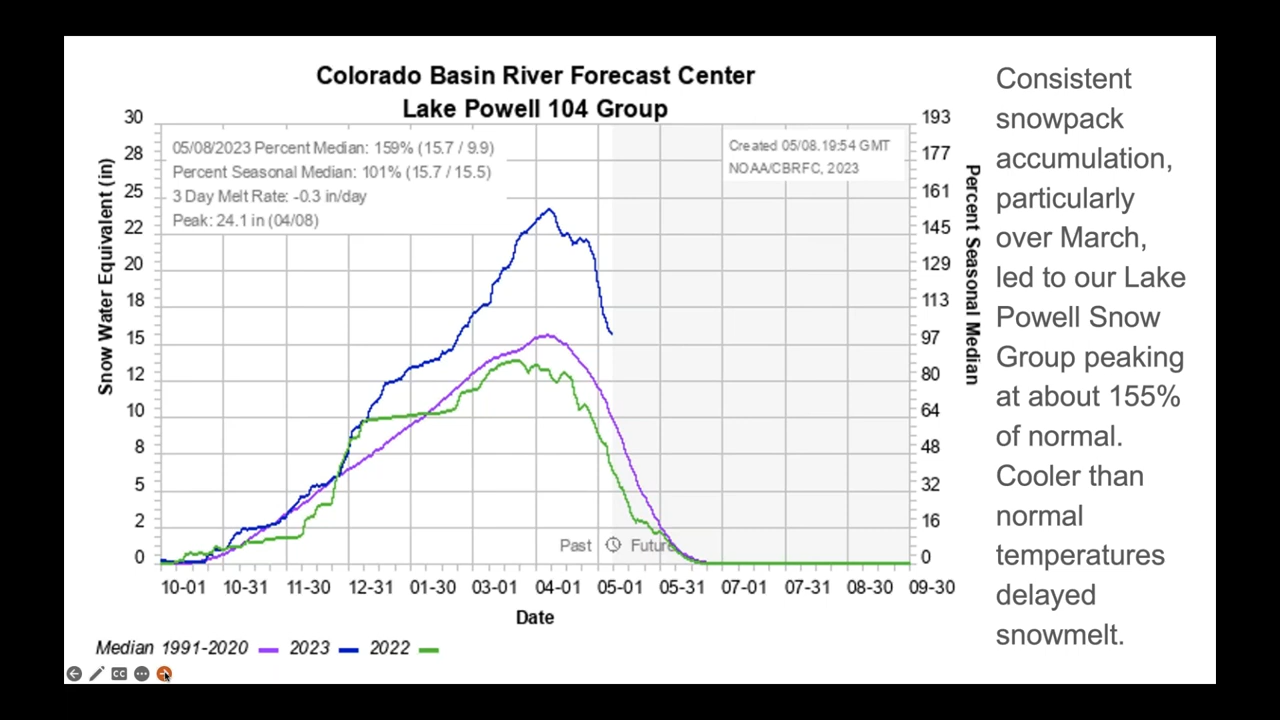 Colorado Basin River Forecast Center
Lake Powell 104 Group
30
28
25
22
20
18
15
12
10
8
5
2
0
Snow Water Equivalent (in)
05/08/2023 Percent Median: 159% (15.7 / 9.9)
Percent Seasonal Median: 101% (15.7 / 15.5)
3 Day Melt Rate: -0.3 in/day
Peak: 24.1 in (04/08)
Created 05/08.19:54 GMT
NOAA/CBRFC, 2023
193
177
161
145
129
113
97
80
64
48
32
16
0
Percent Seasonal Median
Past Future
10-01 10-31 11-30 12-31 01-30 03-01 04-01 05-01 05-31 07-01 07-31 08-30 09-30
Date
Median 1991-2020 2023 2022
CC
Consistent
snowpack
accumulation,
particularly
over March,
led to our Lake
Powell Snow
Group peaking
at about 155%
of normal.
Cooler than
normal
temperatures
delayed
snowmelt.